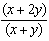 (x + 2y)
(x + y)